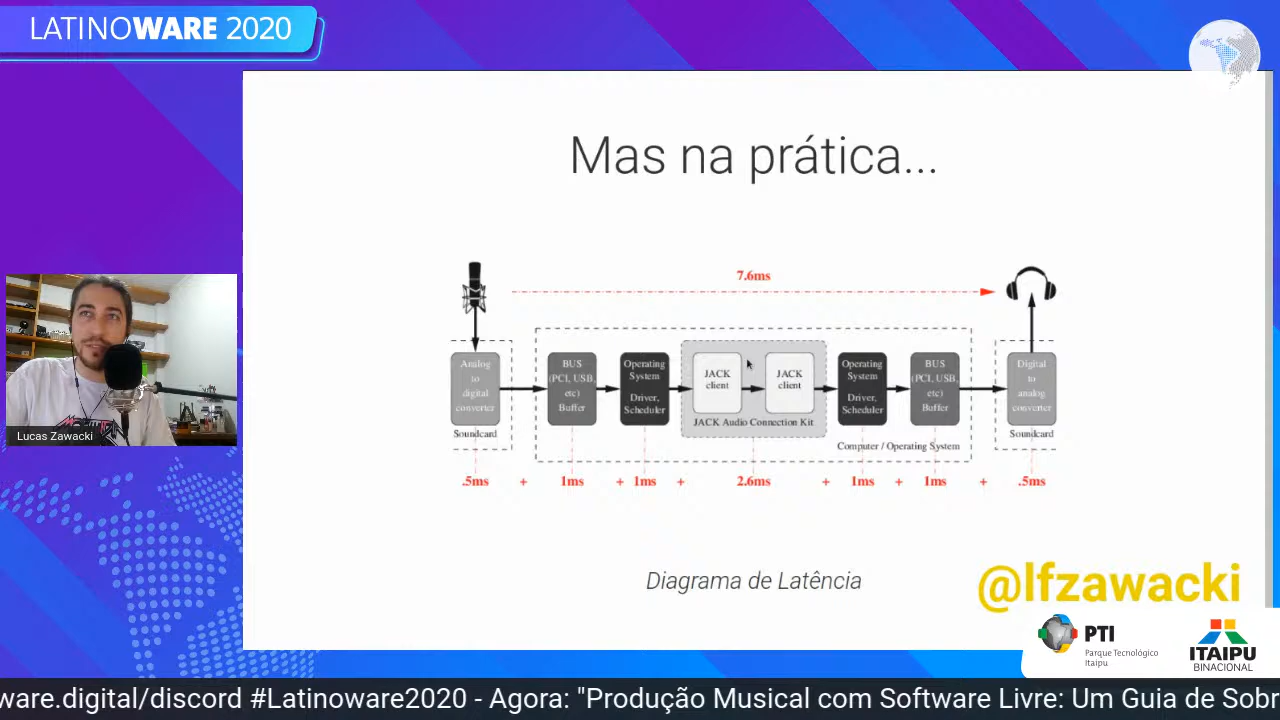 LATINOWARE 2020
Mas na prática...
7.6ms
Analog
to
digital
converter
Soundcard
BUS
(PCI, USB,
etc)
Buffer
Operating
System
Driver,
Scheduler
JACK
client
JACK
client
JACK Audio Connection Kit
Operating
System
Driver,
Scheduler
BUS
(PCI, USB,
etc)
Buffer
Computer / Operating System
Digital
to
analog
converter
Soundcard
.5ms + 1ms + 1ms + 2.6ms + 1ms + 1ms + .5ms
Lucas Zawacki
Diagrama de Latência
@lfzawacki
PTI
Parque Tecnológico
Itaipu
ITAIPU
BINACIONAL
ware.digital/discord #Latinoware2020 - Agora: "Produção Musical com Software Livre: Um Guia de Sobr